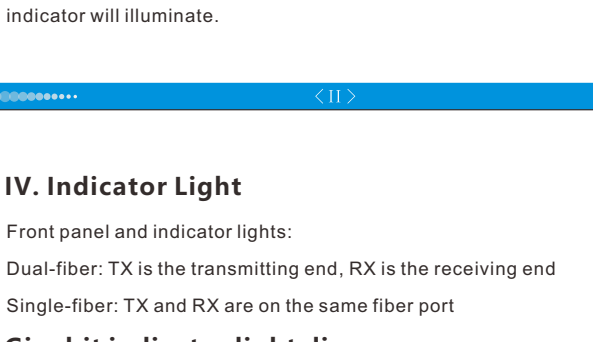 indicator will illuminate.
<II>
IV. Indicator Light
Front panel and indicator lights:
Dual-fiber: TX is the transmitting end, RX is the receiving end
Single-fiber: TX and RX are on the same fiber port